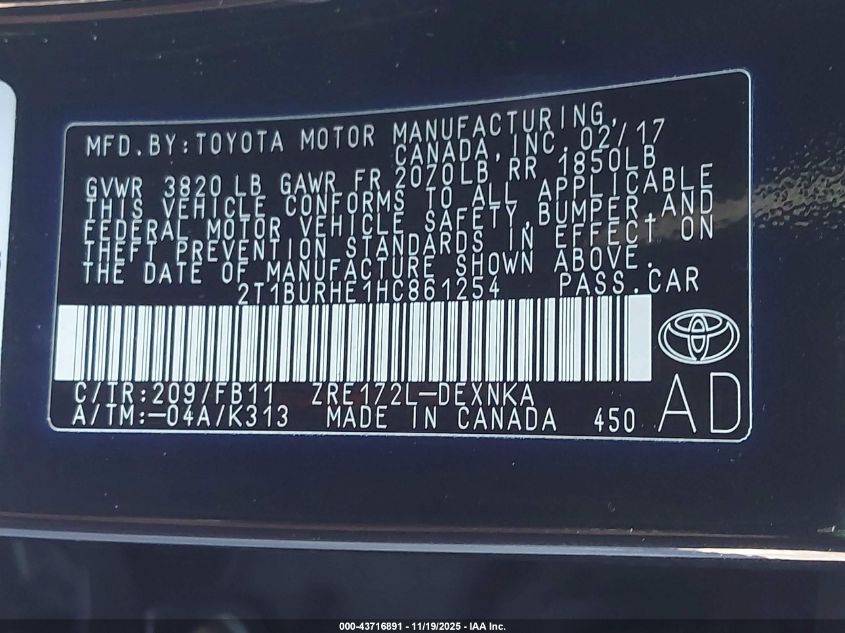 MFD.BY:TOYOTA MOTOR MANUFACTURING,
CANADA, INC. 02/17
GVWR 3820 LB GAWR FR 2070LB, RR 1850LB
THIS VEHICLE CONFORMS TO ALL APPLICABLE
FEDERAL MOTOR VEHICLE SAFETY, BUMPER, AND
THEFT PREVENTION STANDARDS IN EFFECT ON
THE DATE OF MANUFACTURE SHOWN ABOVE.
2T1BURHE1HC861254 PASS.CAR
C/TR:209/FB11 ZRE172L-DEXNKA
A/TM:-04A/K313 MADE IN CANADA 450
AD
000-43716891 - 11/19/2025 - IAA Inc.